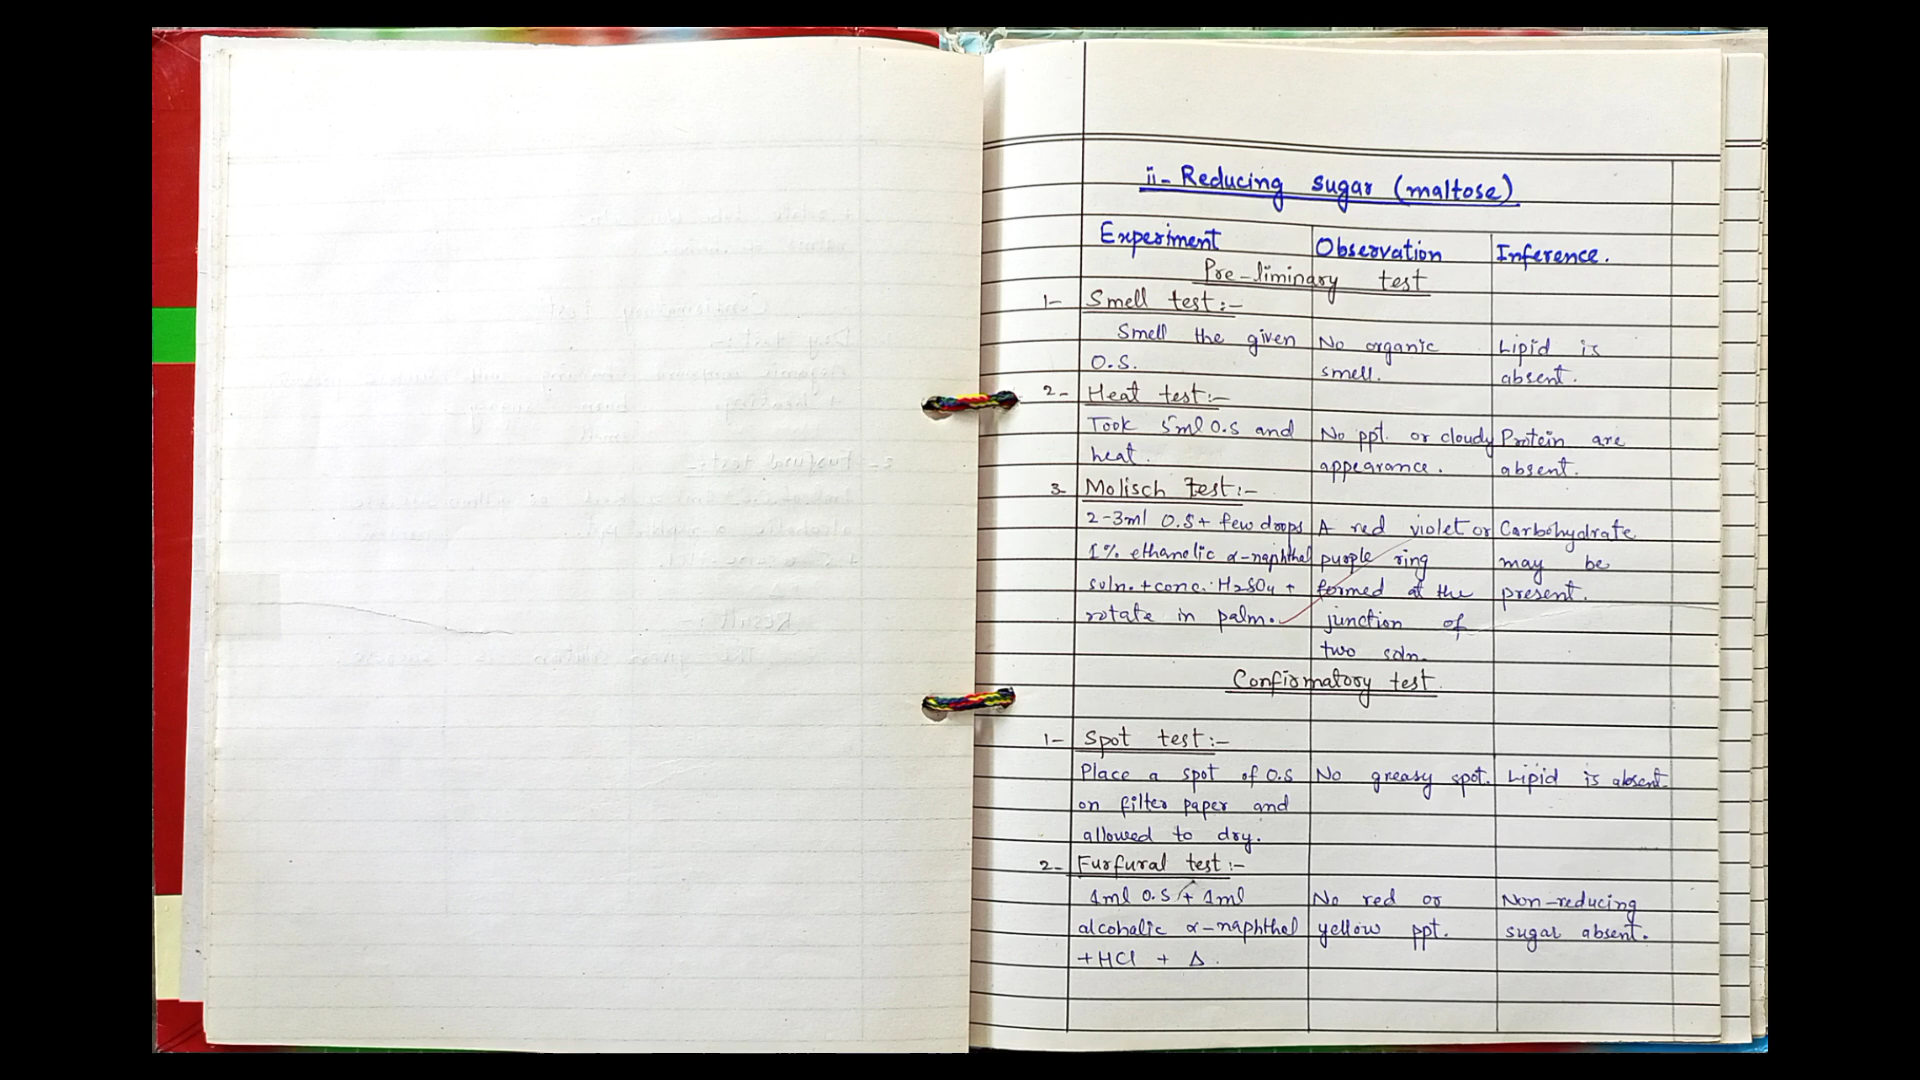 ii- Reducing sugar (maltose)
Experiment Observation Inference.
Pre-liminary test
1- Smell test:-
Smell the given No organic Lipid is
O.S. smell. absent.
2- Heat test:-
Took 5ml O.S and No ppt. or cloudy Protein are
heat. appearance. absent.
3- Molisch Test:-
2-3ml O.S + few drops A red violet or Carbohydrate
1% ethanolic α-naphthol purple ring may be
soln. + conc. H2SO4 + formed at the present.
rotate in palm. junction of
two soln.
Confirmatory test.
1- Spot test:-
Place a spot of O.S No greasy spot. Lipid is absent.
on filter paper and
allowed to dry.
2- Furfural test:-
1ml O.S + 1ml No red or Non-reducing
alcohalic α-naphthol yellow ppt. sugar absent.
+ HCl + Δ.